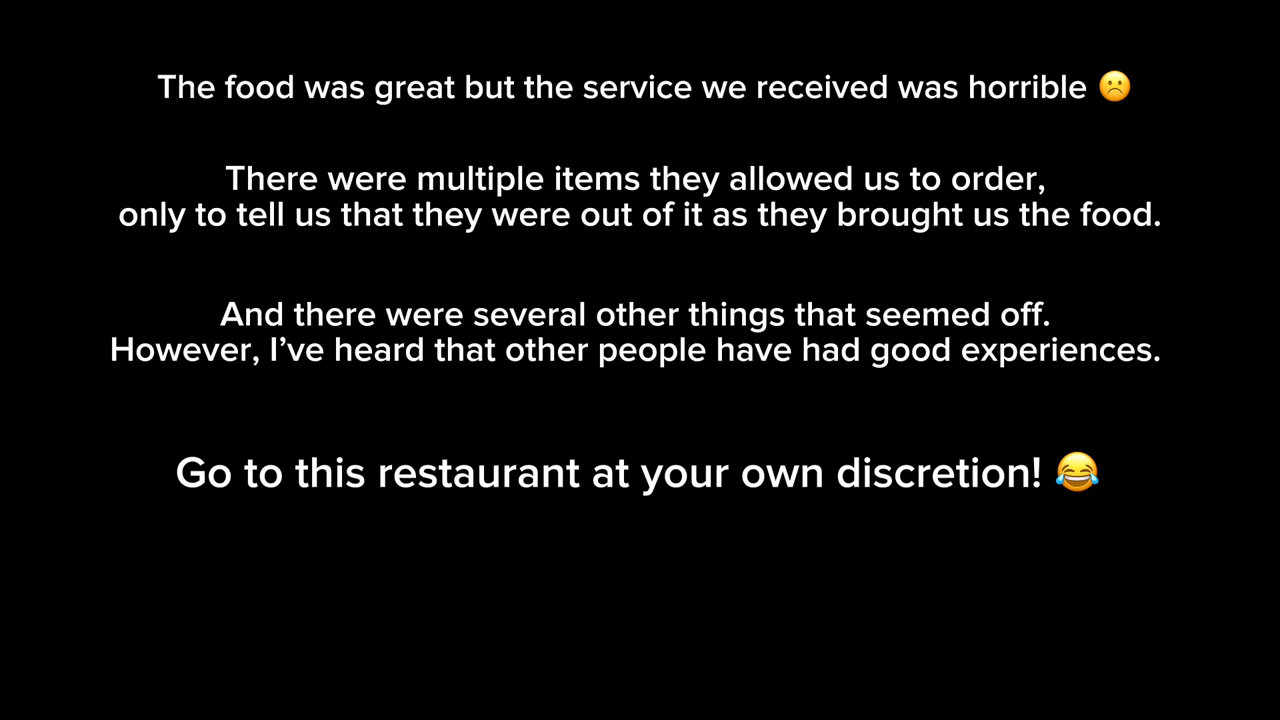 The food was great but the service we received was horrible ☹️
There were multiple items they allowed us to order,
only to tell us that they were out of it as they brought us the food.
And there were several other things that seemed off.
However, I’ve heard that other people have had good experiences.
Go to this restaurant at your own discretion! 😂